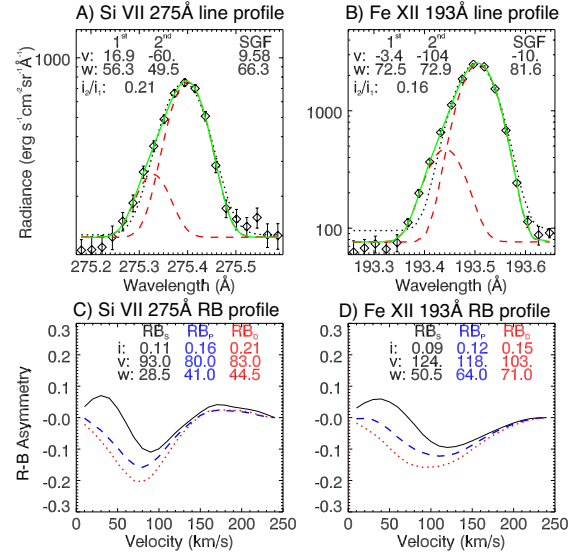 A) Si VII 275Å line profile
1st 2nd SGF
v: 16.9 -60. 9.58
w: 56.3 49.5 66.3
i2/i1: 0.21
1000
Radiance (erg s-1cm-2sr-1Å-1)
275.2 275.3 275.4 275.5
Wavelength (Å)
B) Fe XII 193Å line profile
1st 2nd SGF
v: -3.4 -104 -10.
w: 72.5 72.9 81.6
i2/i1: 0.16
1000
100
193.3 193.4 193.5 193.6
Wavelength (Å)
C) Si VII 275Å RB profile
RBS RBP RBD
i: 0.11 0.16 0.21
v: 93.0 80.0 83.0
w: 28.5 41.0 44.5
0.3
0.2
0.1
-0.0
-0.1
-0.2
-0.3
R-B Asymmetry
0 50 100 150 200 250
Velocity (km/s)
D) Fe XII 193Å RB profile
RBS RBP RBD
i: 0.09 0.12 0.15
v: 124. 118. 103.
w: 50.5 64.0 71.0
0.3
0.2
0.1
-0.0
-0.1
-0.2
-0.3
0 50 100 150 200 250
Velocity (km/s)